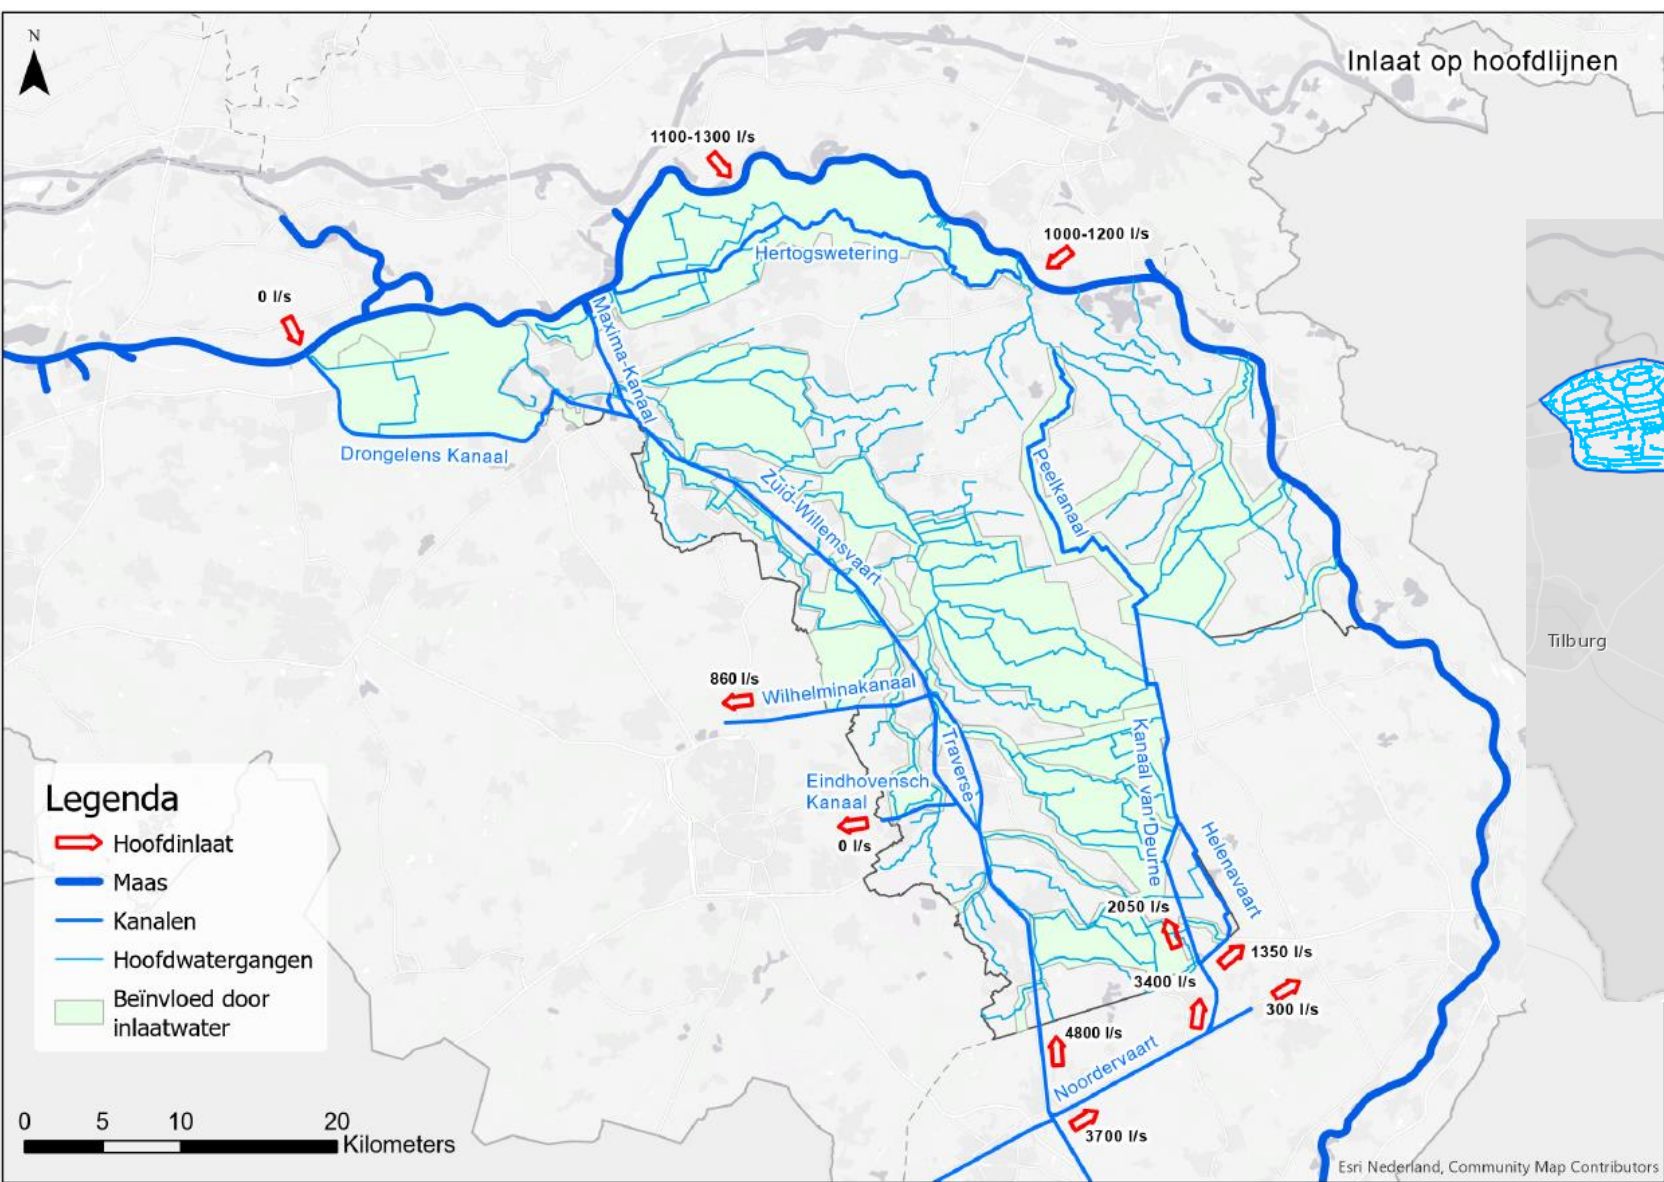 N
Inlaat op hoofdlijnen
1100-1300 l/s
1000-1200 l/s
Hertogswetering
0 l/s
Maxima-Kanaal
Drongelens Kanaal
Zuid-Willemsvaart
Peelkanaal
Tilburg
860 l/s
Wilhelminakanaal
Traverse
Kanaal van Deurne
Eindhovensch
Kanaal
0 l/s
Helenavaart
2050 l/s
1350 l/s
3400 l/s
300 l/s
4800 l/s
Noordervaart
3700 l/s
Legenda
Hoofdinlaat
Maas
Kanalen
Hoofdwatergangen
Beïnvloed door
inlaatwater
0 5 10 20
Kilometers
Esri Nederland, Community Map Contributors